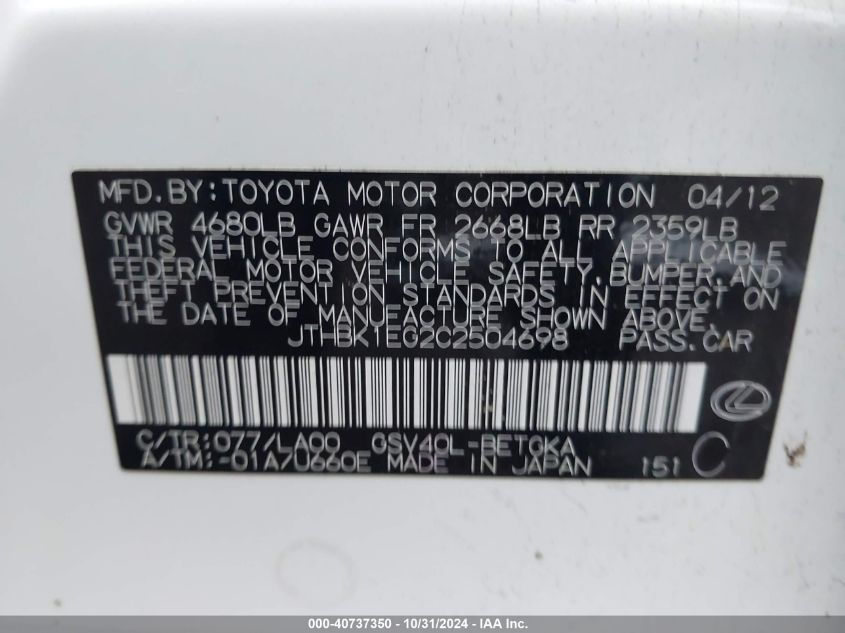 MFD.BY:TOYOTA MOTOR CORPORATION 04/12
GVWR 4680LB GAWR FR 2668LB RR 2359LB
THIS VEHICLE CONFORMS TO ALL APPLICABLE
FEDERAL MOTOR VEHICLE SAFETY,BUMPER,AND
THEFT PREVENTION STANDARDS IN EFFECT ON
THE DATE OF MANUFACTURE SHOWN ABOVE.
JTHBK1EG2C2504698 PASS.CAR
C/TR:077/LA00 GSV40L-BETGKA
A/TM:-01A/U660E MADE IN JAPAN 151 C
000-40737350 - 10/31/2024 - IAA Inc.